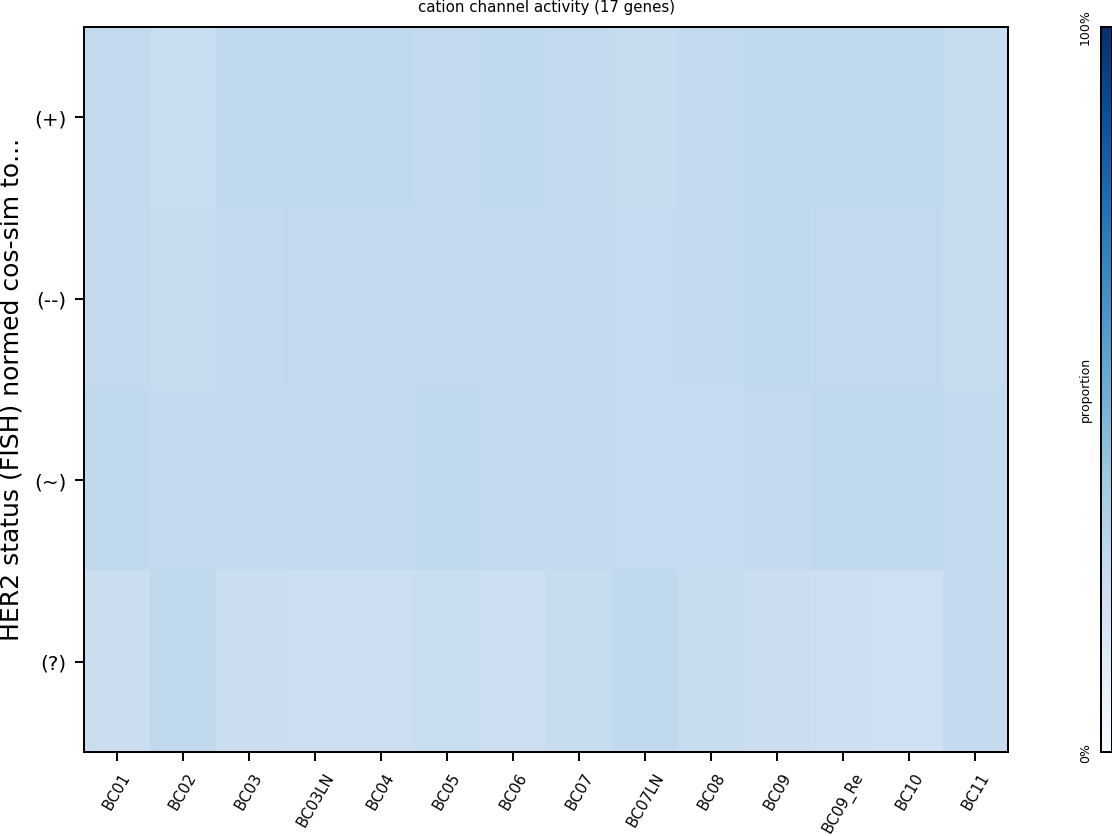 cation channel activity (17 genes)
HER2 status (FISH) normed cos-sim to...
(+)
(--)
(~)
(?)
BC01
BC02
BC03
BC03LN
BC04
BC05
BC06
BC07
BC07LN
BC08
BC09
BC09_Re
BC10
BC11
100%
proportion
0%